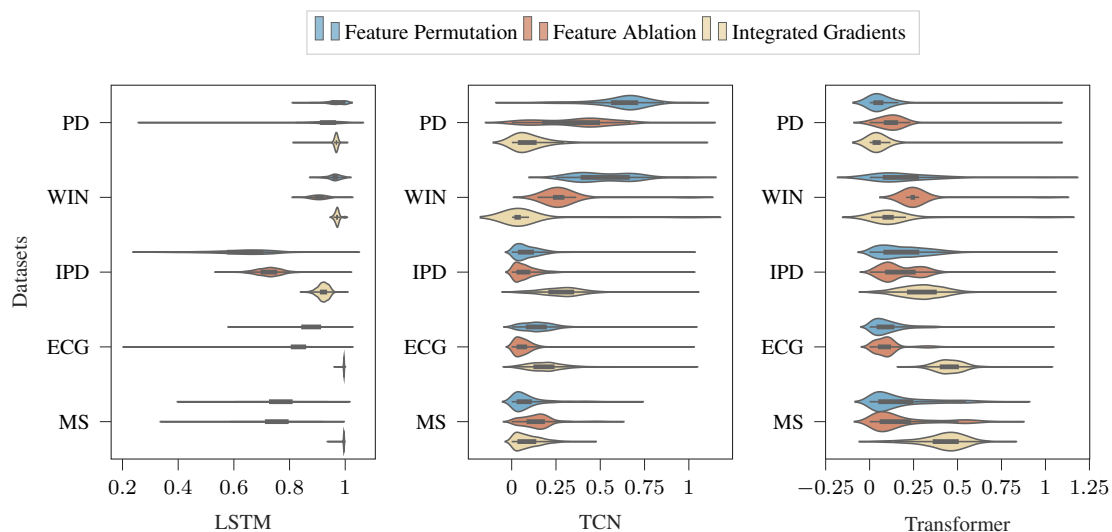 Feature Permutation Feature Ablation Integrated Gradients
Datasets
PD
WIN
IPD
ECG
MS
0.2 0.4 0.6 0.8 1
LSTM
PD
WIN
IPD
ECG
MS
0 0.25 0.5 0.75 1
TCN
PD
WIN
IPD
ECG
MS
−0.25 0 0.25 0.5 0.75 1 1.25
Transformer